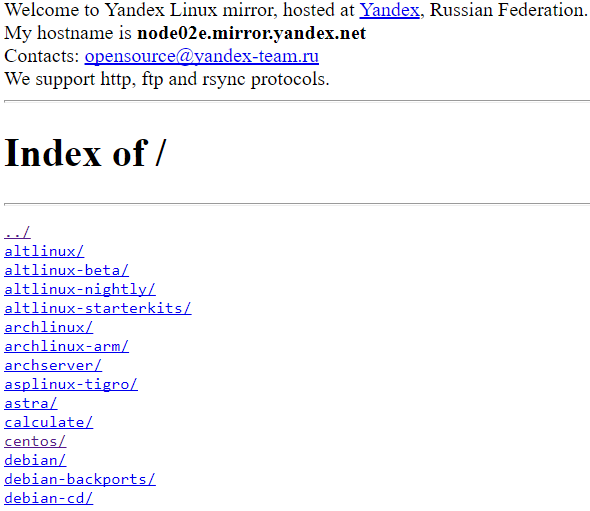 Welcome to Yandex Linux mirror, hosted at Yandex, Russian Federation.
My hostname is node02e.mirror.yandex.net
Contacts: opensource@yandex-team.ru
We support http, ftp and rsync protocols.
Index of /
../
altlinux/
altlinux-beta/
altlinux-nightly/
altlinux-starterkits/
archlinux/
archlinux-arm/
archserver/
asplinux-tigro/
astra/
calculate/
centos/
debian/
debian-backports/
debian-cd/